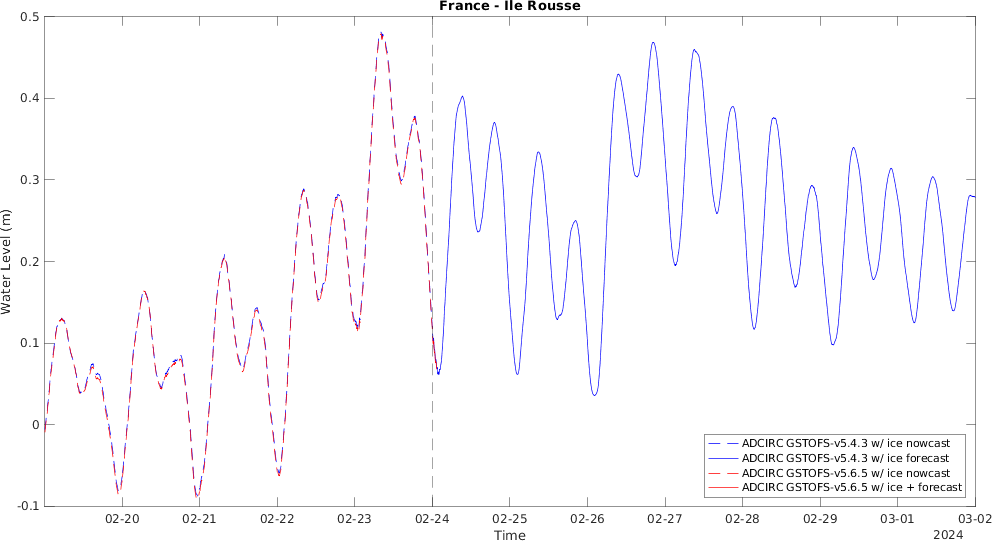 France - Ile Rousse
0.5
0.4
0.3
0.2
0.1
0
-0.1
Water Level (m)
02-20
02-21
02-22
02-23
02-24
02-25
02-26
02-27
02-28
02-29
03-01
03-02
Time
2024
ADCIRC GSTOFS-v5.4.3 w/ ice nowcast
ADCIRC GSTOFS-v5.4.3 w/ ice forecast
ADCIRC GSTOFS-v5.6.5 w/ ice nowcast
ADCIRC GSTOFS-v5.6.5 w/ ice + forecast